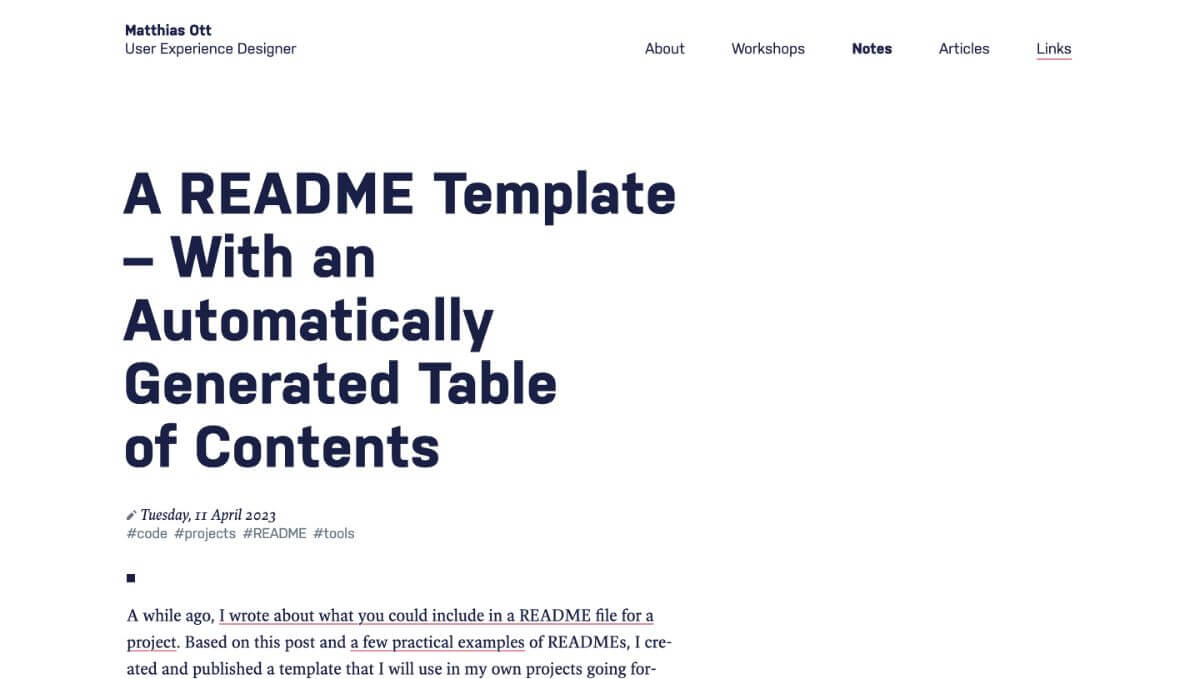 Matthias Ott
User Experience Designer
About Workshops Notes Articles Links
A README Template
– With an
Automatically
Generated Table
of Contents
Tuesday, 11 April 2023
#code #projects #README #tools
A while ago, I wrote about what you could include in a README file for a
project. Based on this post and a few practical examples of READMEs, I cre-
ated and published a template that I will use in my own projects going for-